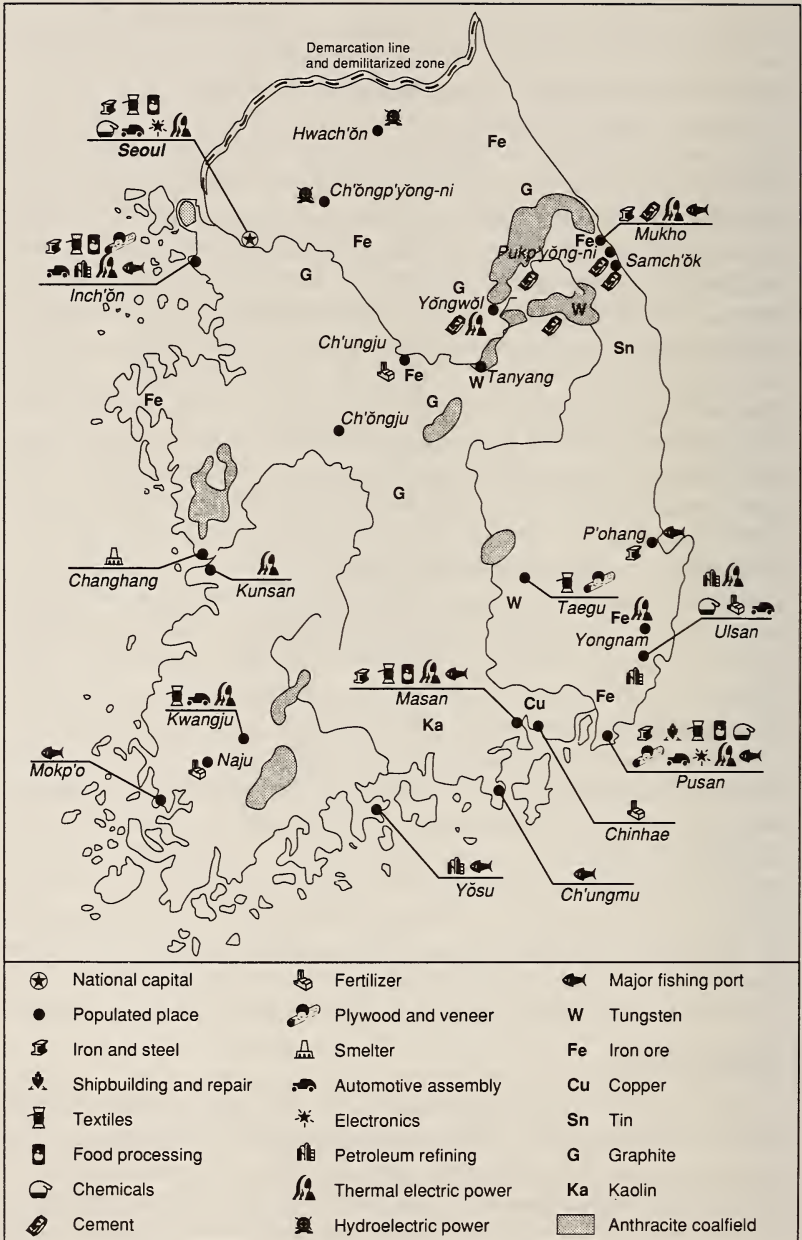 Demarcation line
and demilitarized zone
Hwach'ŏn
Fe
Seoul
Ch'ŏngp'yŏng-ni
G
Fe
Mukho
Fe
Pukp'yŏng-ni
Samch'ŏk
Inch'ŏn
G
G
Yŏngwŏl
W
Sn
Ch'ungju
Fe
W
Tanyang
Fe
G
Ch'ŏngju
G
P'ohang
Changhang
Kunsan
Taegu
W
Fe
Yongnam
Ulsan
Masan
Cu
Fe
Kwangju
Ka
Mokp'o
Naju
Pusan
Chinhae
Yŏsu
Ch'ungmu
National capital
Fertilizer
Major fishing port
Populated place
Plywood and veneer
W Tungsten
Iron and steel
Smelter
Fe Iron ore
Shipbuilding and repair
Automotive assembly
Cu Copper
Textiles
Electronics
Sn Tin
Food processing
Petroleum refining
G Graphite
Chemicals
Thermal electric power
Ka Kaolin
Cement
Hydroelectric power
Anthracite coalfield